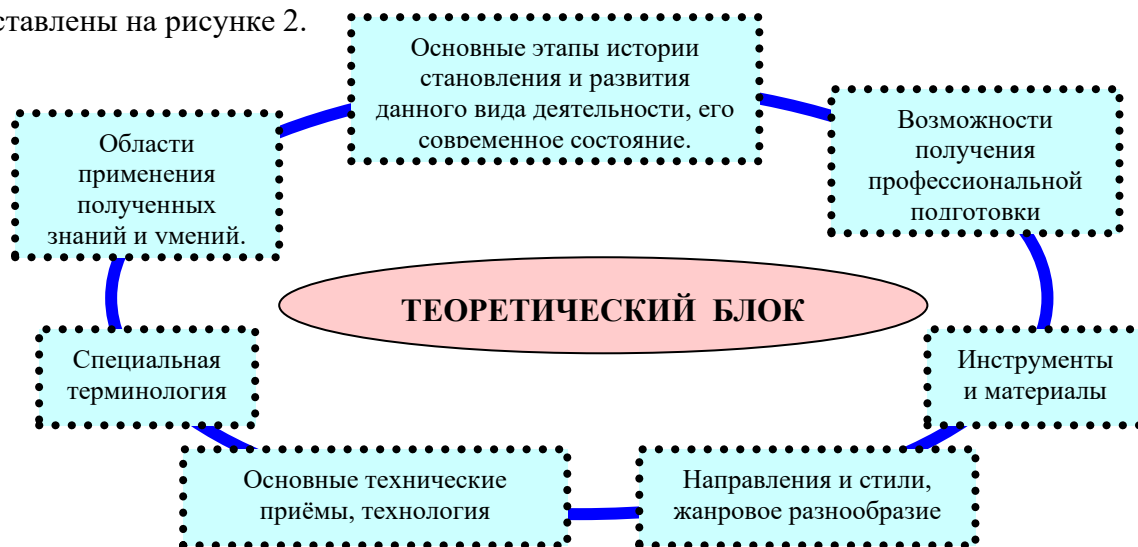 ставлены на рисунке 2.
Основные этапы истории
становления и развития
данного вида деятельности, его
современное состояние.
Возможности
получения
профессиональной
подготовки
Области
применения
полученных
знаний и умений.
ТЕОРЕТИЧЕСКИЙ БЛОК
Специальная
терминология
Инструменты
и материалы
Основные технические
приёмы, технология
Направления и стили,
жанровое разнообразие